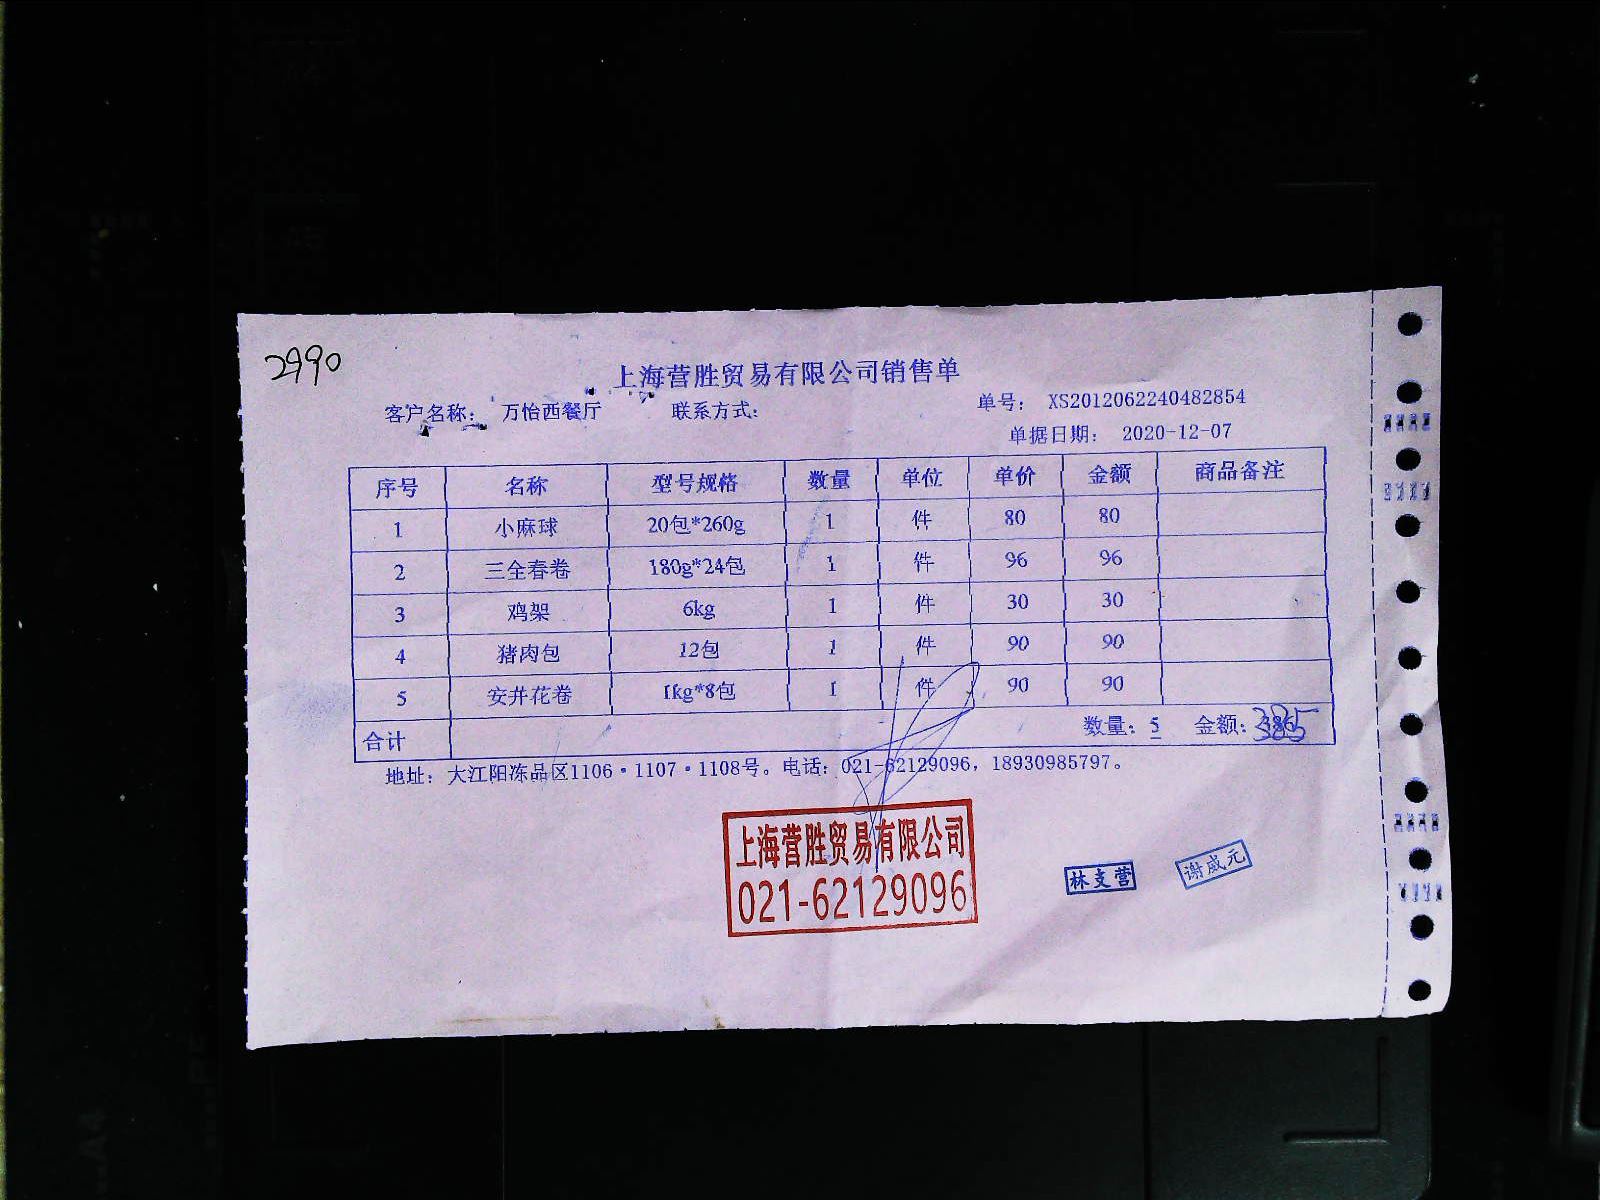 2990
上海营胜贸易有限公司销售单
客户名称: 万怡西餐厅 联系方式: 单号: XS2012062240482854
单据日期: 2020-12-07
序号 名称 型号规格 数量 单位 单价 金额 商品备注
1 小麻球 20包*260g 1 件 80 80
2 三全春卷 180g*24包 1 件 96 96
3 鸡架 6kg 1 件 30 30
4 猪肉包 12包 1 件 90 90
5 安井花卷 1kg*8包 1 件 90 90
合计 数量: 5 金额: 385
地址: 大江阳冻品区1106·1107·1108号。电话: 021-62129096, 18930985797。
上海营胜贸易有限公司
021-62129096
林支营
谢威元